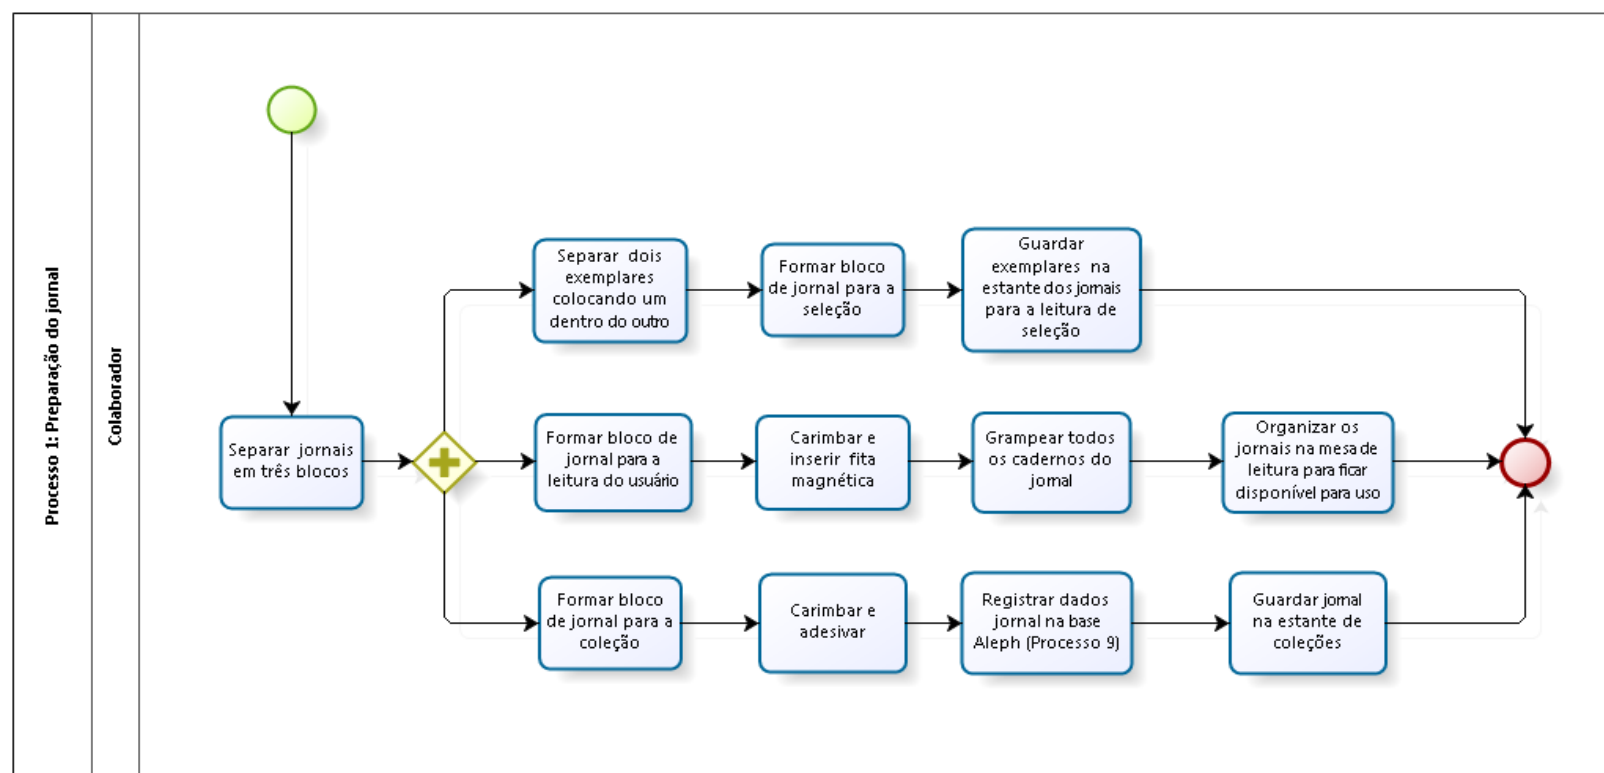 Processo 1: Preparação do jornal
Colaborador
Separar jornais
em três blocos
Separar dois
exemplares
colocando um
dentro do outro
Formar bloco
de jornal para a
seleção
Guardar
exemplares na
estante dos jornais
para a leitura de
seleção
Formar bloco de
jornal para a
leitura do usuário
Carimbar e
inserir fita
magnética
Grampear todos
os cadernos do
jornal
Organizar os
jornais na mesa de
leitura para ficar
disponível para uso
Formar bloco
de jornal para a
coleção
Carimbar e
adesivar
Registrar dados
jornal na base
Aleph (Processo 9)
Guardar jornal
na estante de
coleções